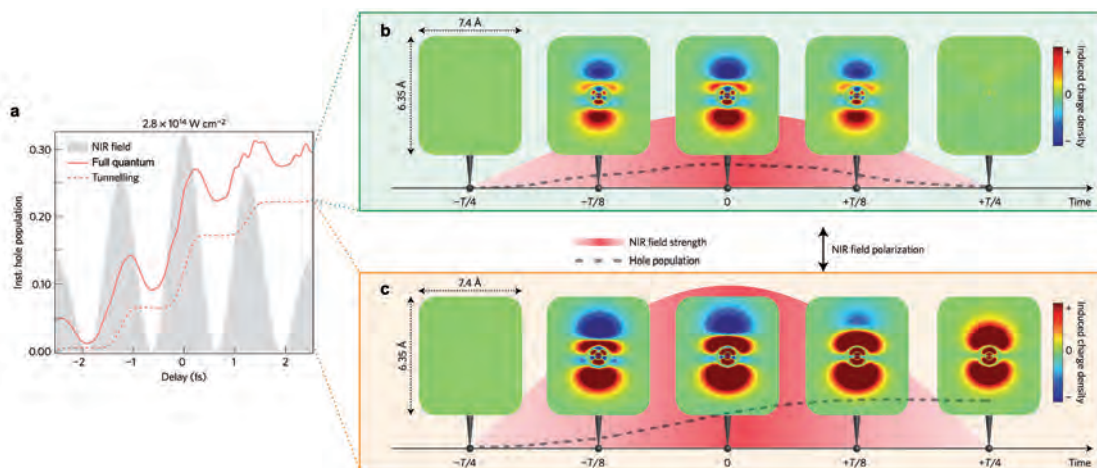 a
2.8 × 10¹⁴ W cm⁻²
NIR field
Full quantum
Tunnelling
Inst. hole population
0.30
0.20
0.10
0.00
−2
−1
0
1
2
Delay (fs)
b
7.4 Å
6.35 Å
+
0
−
Induced charge density
−T/4
−T/8
0
+T/8
+T/4
Time
NIR field strength
Hole population
NIR field polarization
c
7.4 Å
6.35 Å
+
0
−
Induced charge density
−T/4
−T/8
0
+T/8
+T/4
Time